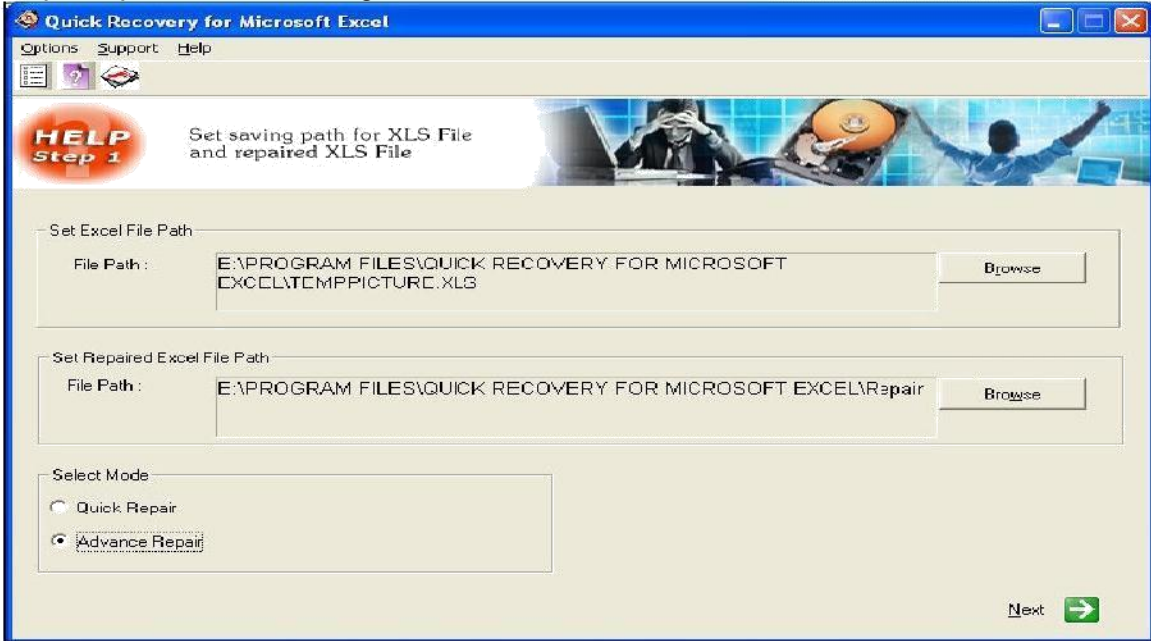 Quick Recovery for Microsoft Excel
Options Support Help
HELP
Step 1
Set saving path for XLS File
and repaired XLS File
Set Excel File Path
File Path :
E:\PROGRAM FILES\QUICK RECOVERY FOR MICROSOFT
EXCEL\TEMPPICTURE.XLS
Browse
Set Repaired Excel File Path
File Path :
E:\PROGRAM FILES\QUICK RECOVERY FOR MICROSOFT EXCEL\Repair
Browse
Select Mode
Quick Repair
Advance Repair
Next